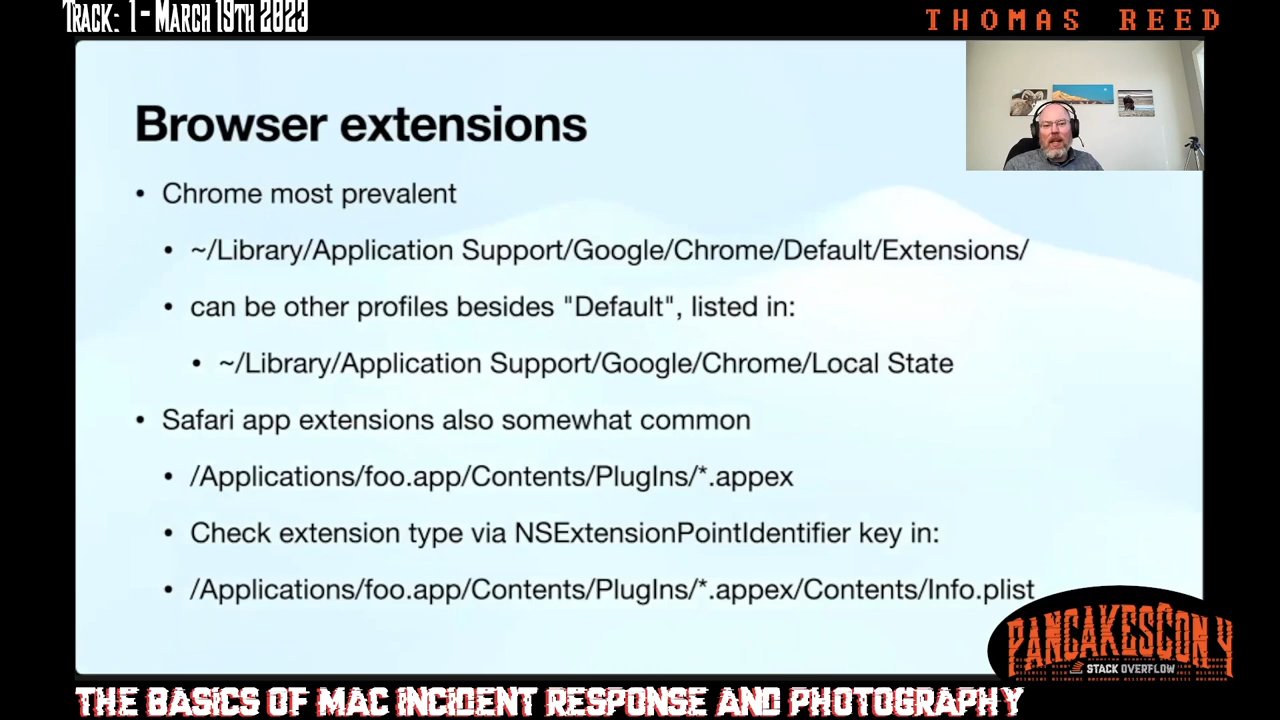 TRACK: 1 - MARCH 19TH 2023
THOMAS REED
Browser extensions
• Chrome most prevalent
• ~/Library/Application Support/Google/Chrome/Default/Extensions/
• can be other profiles besides "Default", listed in:
• ~/Library/Application Support/Google/Chrome/Local State
• Safari app extensions also somewhat common
• /Applications/foo.app/Contents/PlugIns/*.appex
• Check extension type via NSExtensionPointIdentifier key in:
• /Applications/foo.app/Contents/PlugIns/*.appex/Contents/Info.plist
PANCAKESCON 4
STACK OVERFLOW
THE BASICS OF MAC INCIDENT RESPONSE AND PHOTOGRAPHY